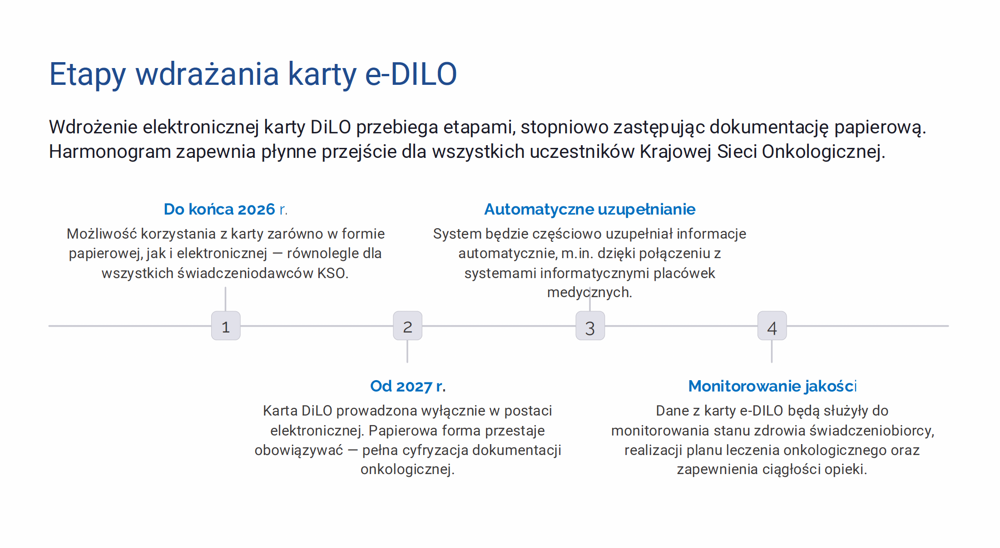 Etapy wdrażania karty e-DILO
Wdrożenie elektronicznej karty DiLO przebiega etapami, stopniowo zastępując dokumentację papierową.
Harmonogram zapewnia płynne przejście dla wszystkich uczestników Krajowej Sieci Onkologicznej.
Do końca 2026 r.
Możliwość korzystania z karty zarówno w formie
papierowej, jak i elektronicznej — równolegle dla
wszystkich świadczeniodawców KSO.
1
Od 2027 r.
Karta DiLO prowadzona wyłącznie w postaci
elektronicznej. Papierowa forma przestaje
obowiązywać — pełna cyfryzacja dokumentacji
onkologicznej.
2
Automatyczne uzupełnianie
System będzie częściowo uzupełniał informacje
automatycznie, m.in. dzięki połączeniu z
systemami informatycznymi placówek
medycznych.
3
Monitorowanie jakości
Dane z karty e-DILO będą służyły do
monitorowania stanu zdrowia świadczeniobiorcy,
realizacji planu leczenia onkologicznego oraz
zapewnienia ciągłości opieki.
4